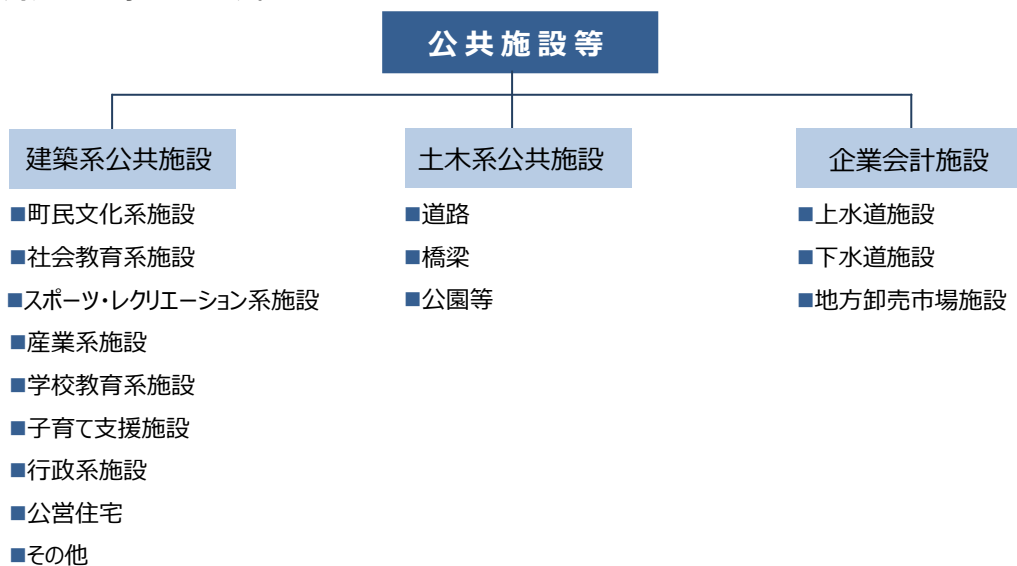 公共施設等
建築系公共施設
■町民文化系施設
■社会教育系施設
■スポーツ・レクリエーション系施設
■産業系施設
■学校教育系施設
■子育て支援施設
■行政系施設
■公営住宅
■その他
土木系公共施設
■道路
■橋梁
■公園等
企業会計施設
■上水道施設
■下水道施設
■地方卸売市場施設